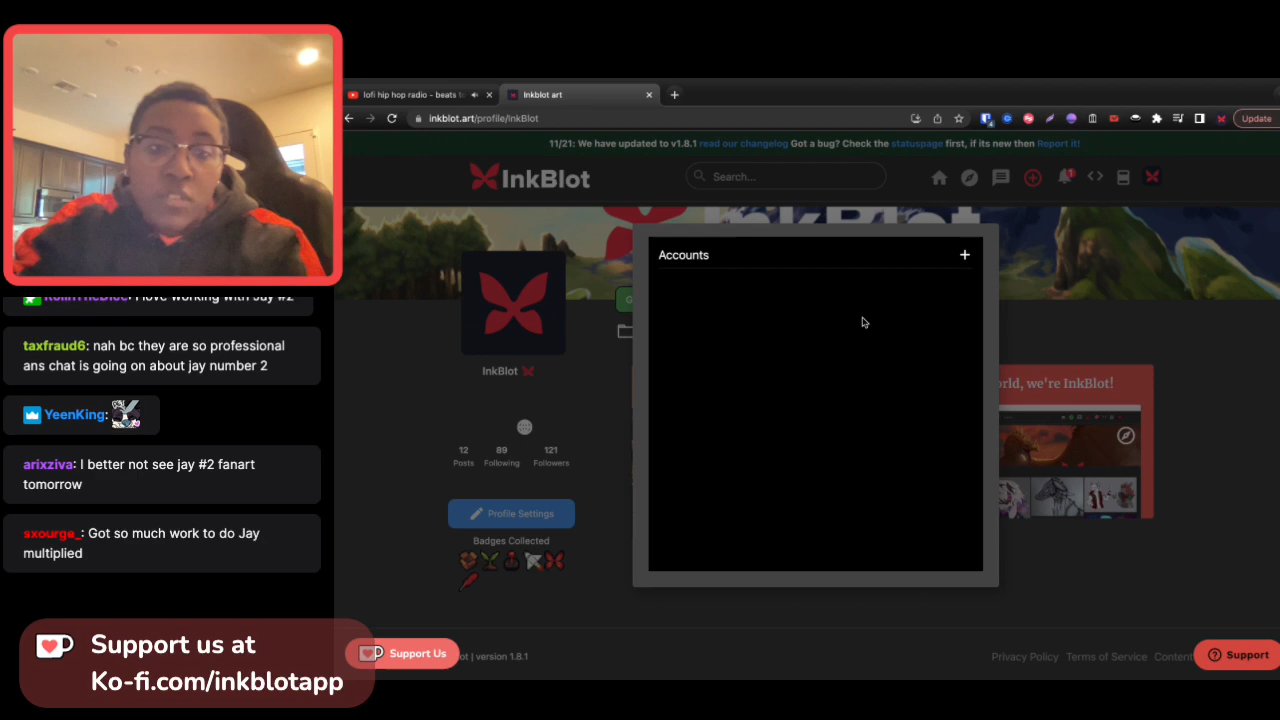 lofi hip hop radio - beats to
Inkblot art
inkblot.art/profile/InkBlot
Update
11/21: We have updated to v1.8.1 read our changelog Got a bug? Check the statuspage first, if its new then Report it!
InkBlot
Search...
InkBlot
Accounts
InkBlot
12
89
121
Posts
Following
Followers
Profile Settings
Badges Collected
orld, we're InkBlot!
KolinTheDice: I love working with Jay #2
taxfraud6: nah bc they are so professional
ans chat is going on about jay number 2
YeenKing:
arixziva: I better not see jay #2 fanart
tomorrow
sxourge_: Got so much work to do Jay
multiplied
Support us at
Ko-fi.com/inkblotapp
Support Us
ot | version 1.8.1
Privacy Policy
Terms of Service
Content
Support